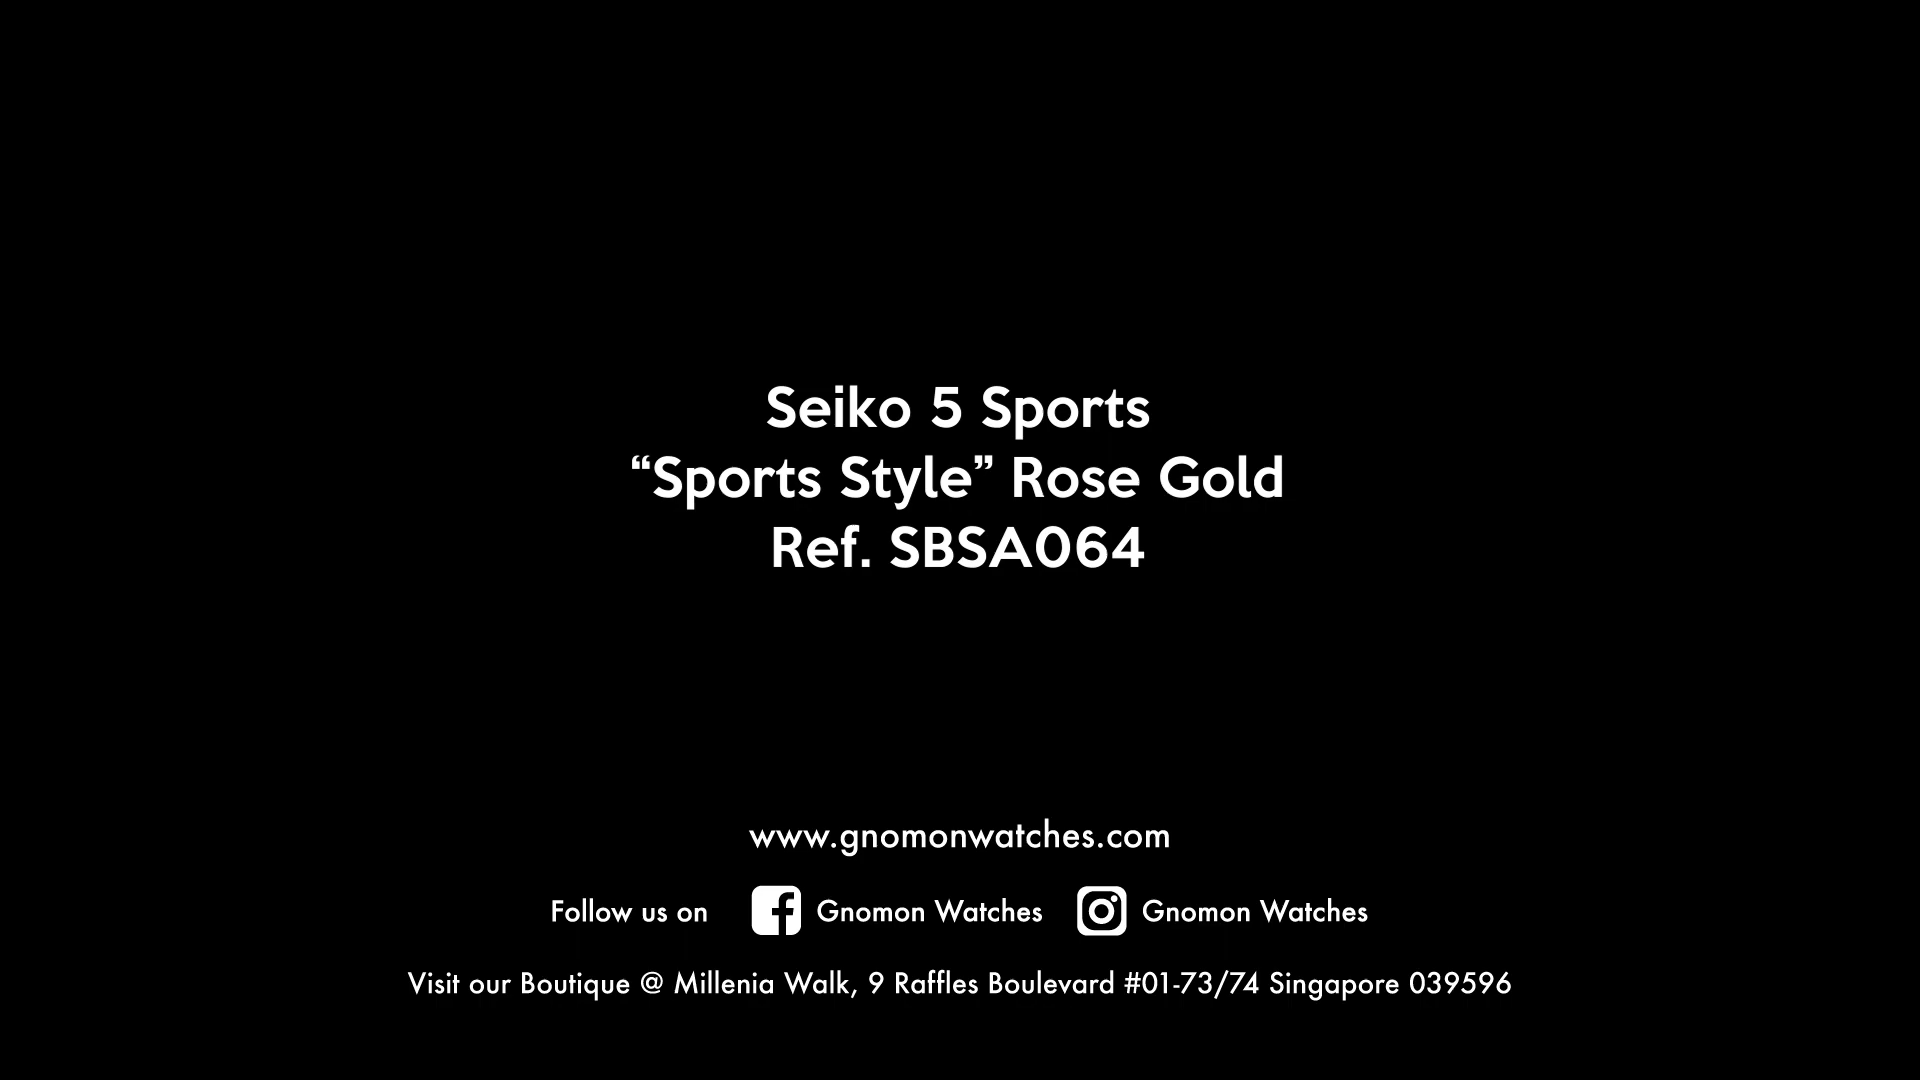 Seiko 5 Sports
“Sports Style” Rose Gold
Ref. SBSA064
www.gnomonwatches.com
Follow us on Gnomon Watches Gnomon Watches
Visit our Boutique @ Millenia Walk, 9 Raffles Boulevard #01-73/74 Singapore 039596